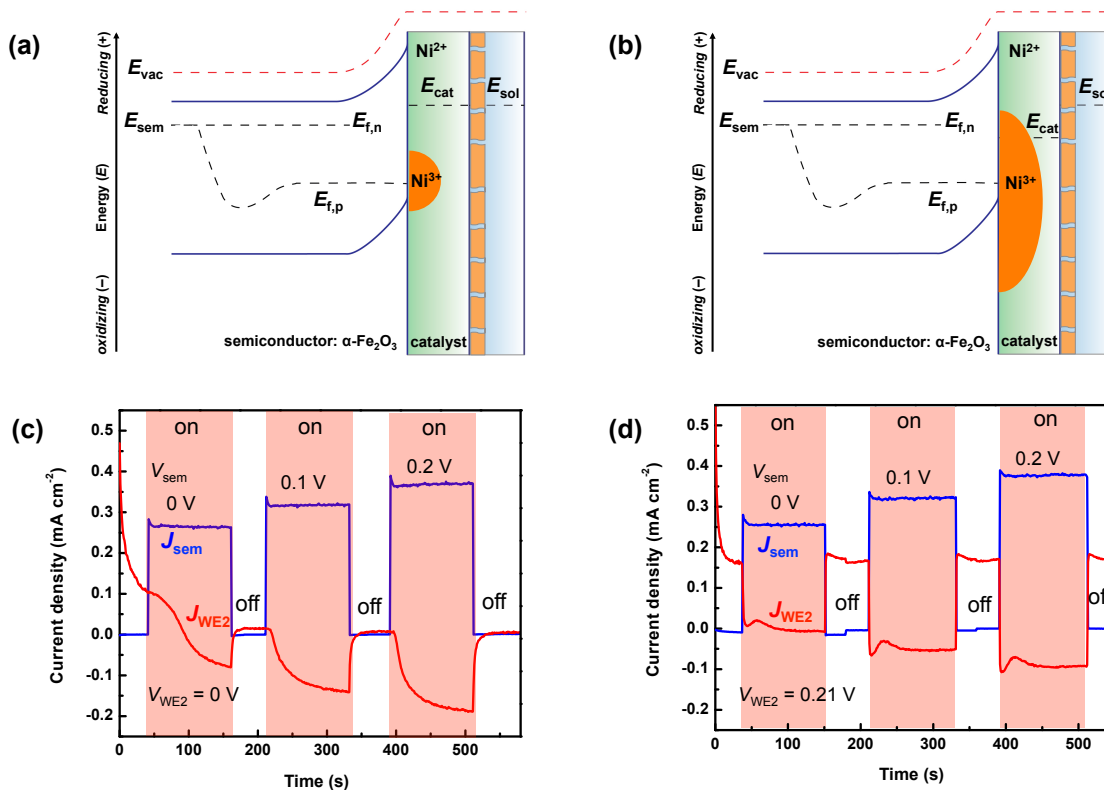 (a)
Reducing (+)
Energy (E)
oxidizing (–)
Evac
Esem
Ef,n
Ef,p
Ni2+
Ecat
Esol
Ni3+
semiconductor: α-Fe2O3
catalyst
(b)
Reducing (+)
Energy (E)
oxidizing (–)
Evac
Esem
Ef,n
Ef,p
Ni2+
Eso
Ecat
Ni3+
semiconductor: α-Fe2O3
catalyst
(c)
Current density (mA cm-2)
0.5
0.4
0.3
0.2
0.1
0.0
-0.1
-0.2
on
on
on
Vsem
0 V
0.1 V
0.2 V
Jsem
JWE2
off
off
off
VWE2 = 0 V
0
100
200
300
400
500
Time (s)
(d)
Current density (mA cm-2)
0.5
0.4
0.3
0.2
0.1
0.0
-0.1
-0.2
on
on
on
Vsem
0 V
0.1 V
0.2 V
Jsem
JWE2
off
off
of
VWE2 = 0.21 V
0
100
200
300
400
500
Time (s)